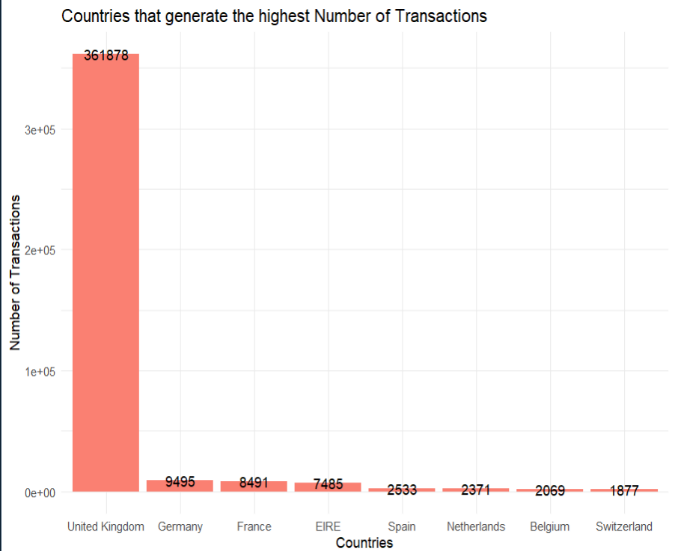 Countries that generate the highest Number of Transactions
361878
3e+05
2e+05
Number of Transactions
1e+05
9495 8491 7485 2533 2371 2069 1877
0e+00
United Kingdom Germany France EIRE Spain Netherlands Belgium Switzerland
Countries